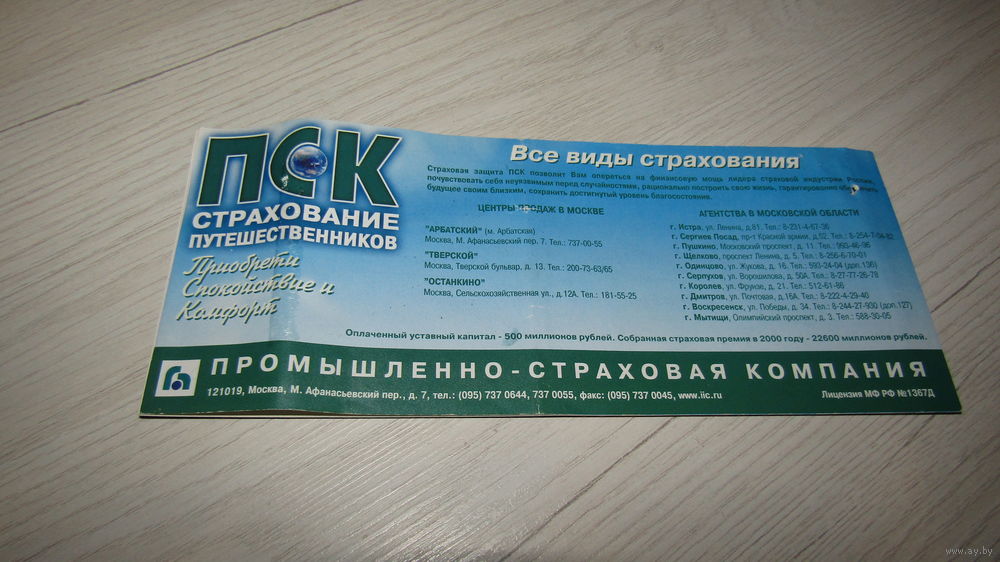 ПСК
СТРАХОВАНИЕ
ПУТЕШЕСТВЕННИКОВ
Приобрети
Спокойствие и
Комфорт
Все виды страхования
Страховая защита ПСК позволит Вам опереться на финансовую мощь лидера страховой индустрии России,
почувствовать себя неуязвимым перед случайностями, рационально построить свою жизнь, гарантированно
будущее своим близким, сохранить достигнутый уровень благосостояния.
ЦЕНТРЫ ПРОДАЖ В МОСКВЕ
"АРБАТСКИЙ" (м. Арбатская)
Москва, М. Афанасьевский пер. 7. Тел.: 737-00-55
"ТВЕРСКОЙ"
Москва, Тверской бульвар, д. 13. Тел.: 200-73-63/65
"ОСТАНКИНО"
Москва, Сельскохозяйственная ул., д.12А. Тел.: 181-55-25
АГЕНТСТВА В МОСКОВСКОЙ ОБЛАСТИ
г. Истра, ул. Ленина, д.81. Тел.: 8-231-4-67-36
г. Сергиев Посад, пр-т Красной армии, д.92. Тел.: 8-254-7-04-82
г. Пушкино, Московский проспект, д. 11. Тел.: 993-46-96
г. Щелково, проспект Ленина, д. 5. Тел.: 8-256-6-70-01
г. Одинцово, ул. Жукова, д. 16. Тел.: 593-24-04 (доп.136)
г. Серпухов, ул. Ворошилова, д. 50А. Тел.: 8-27-77-26-78
г. Королев, ул. Фрунзе, д. 21. Тел.: 512-61-86
г. Дмитров, ул. Почтовая, д.16А. Тел.: 8-222-4-29-40
г. Воскресенск, ул. Победы, д. 34. Тел.: 8-244-27-930 (доп.127)
г. Мытищи, Олимпийский проспект, д. 3. Тел.: 588-30-05
Оплаченный уставный капитал - 500 миллионов рублей. Собранная страховая премия в 2000 году - 22600 миллионов рублей.
ПРОМЫШЛЕННО-СТРАХОВАЯ КОМПАНИЯ
121019, Москва, М. Афанасьевский пер., д. 7, тел.: (095) 737 0644, 737 0055, факс: (095) 737 0045, www.iic.ru
Лицензия МФ РФ №1367Д
www.ay.by